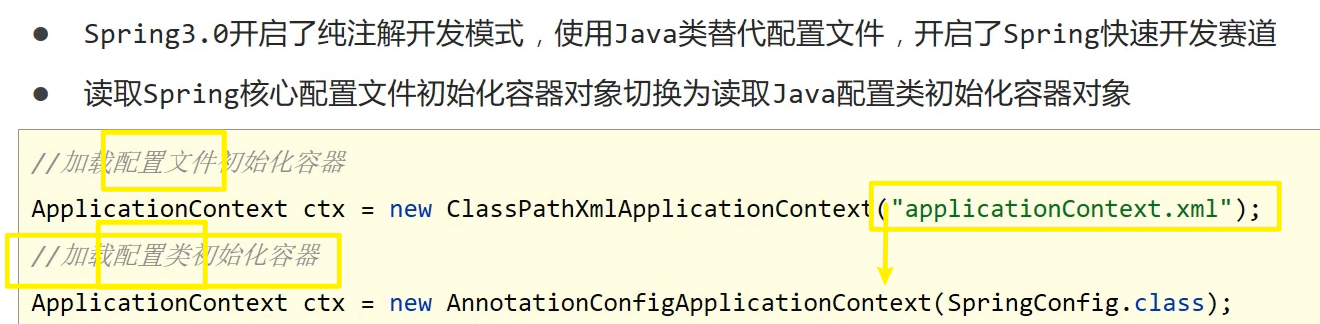 ● Spring3.0开启了纯注解开发模式，使用Java类替代配置文件，开启了Spring快速开发赛道
● 读取Spring核心配置文件初始化容器对象切换为读取Java配置类初始化容器对象
//加载配置文件初始化容器
ApplicationContext ctx = new ClassPathXmlApplicationContext("applicationContext.xml");
//加载配置类初始化容器
ApplicationContext ctx = new AnnotationConfigApplicationContext(SpringConfig.class);